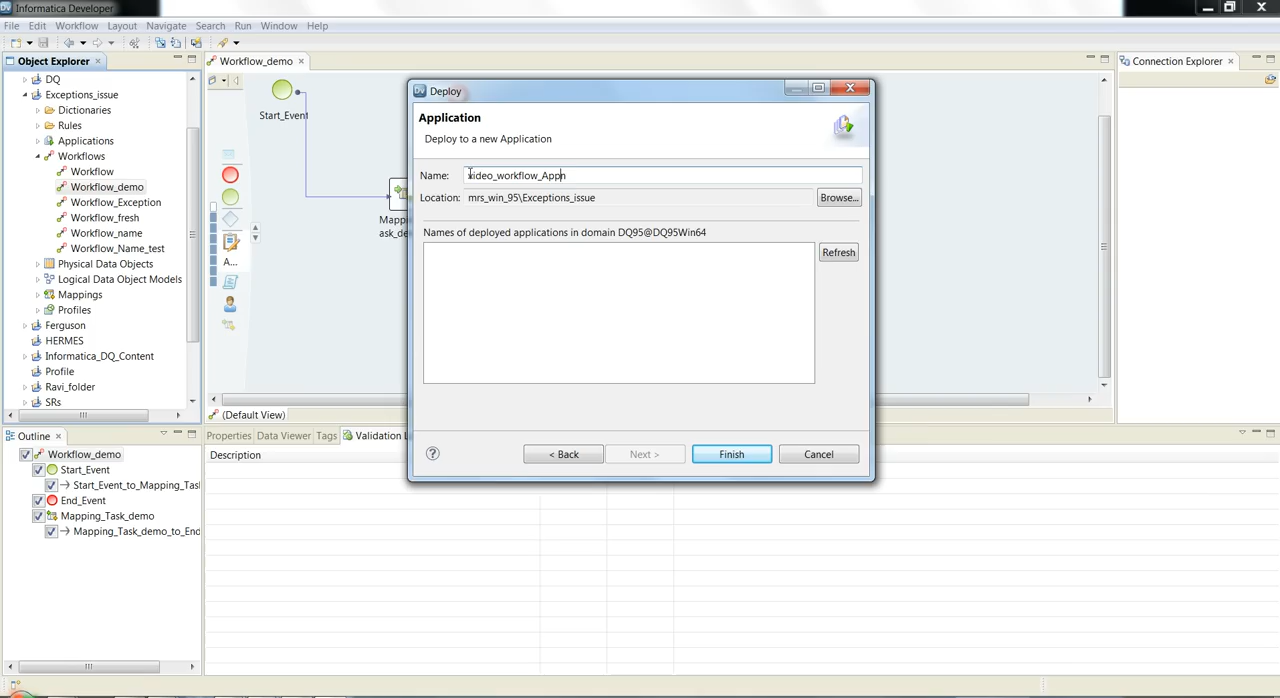 Informatica Developer
File Edit Workflow Layout Navigate Search Run Window Help
Object Explorer
DQ
Exceptions_issue
Dictionaries
Rules
Applications
Workflows
Workflow
Workflow_demo
Workflow_Exception
Workflow_fresh
Workflow_name
Workflow_Name_test
Physical Data Objects
Logical Data Object Models
Mappings
Profiles
Ferguson
HERMES
Informatica_DQ_Content
Profile
Ravi_folder
SRs
Outline
Workflow_demo
Start_Event
Start_Event_to_Mapping_Tas
End_Event
Mapping_Task_demo
Mapping_Task_demo_to_End
Workflow_demo
Start_Event
A...
Mapp
ask_de
(Default View)
Properties Data Viewer Tags Validation L
Description
Deploy
Application
Deploy to a new Application
Name: video_workflow_Appn
Location: mrs_win_95\Exceptions_issue
Browse...
Names of deployed applications in domain DQ95@DQ95Win64
Refresh
< Back
Next >
Finish
Cancel
Connection Explorer